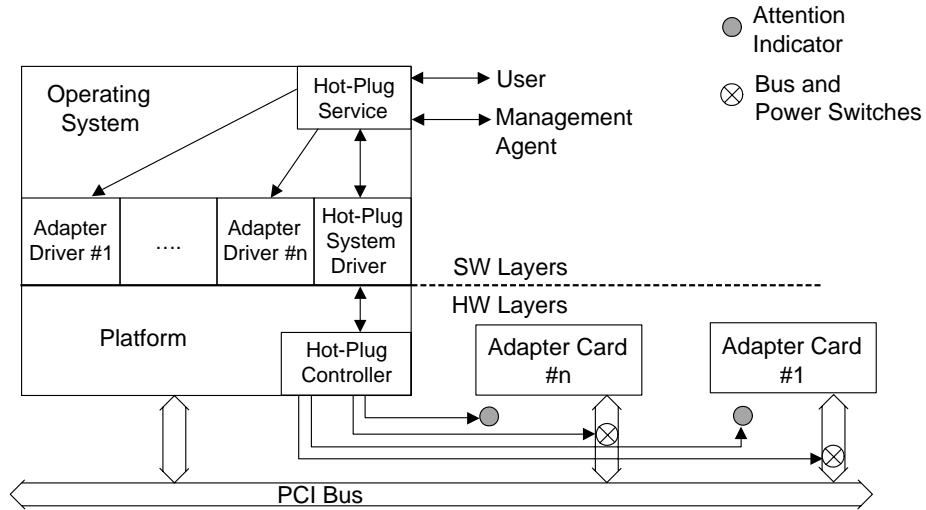 Attention
Indicator
Bus and
Power Switches
Operating
System
Hot-Plug
Service
User
Management
Agent
Adapter
Driver #1
....
Adapter
Driver #n
Hot-Plug
System
Driver
SW Layers
HW Layers
Platform
Hot-Plug
Controller
Adapter Card
#n
Adapter Card
#1
PCI Bus